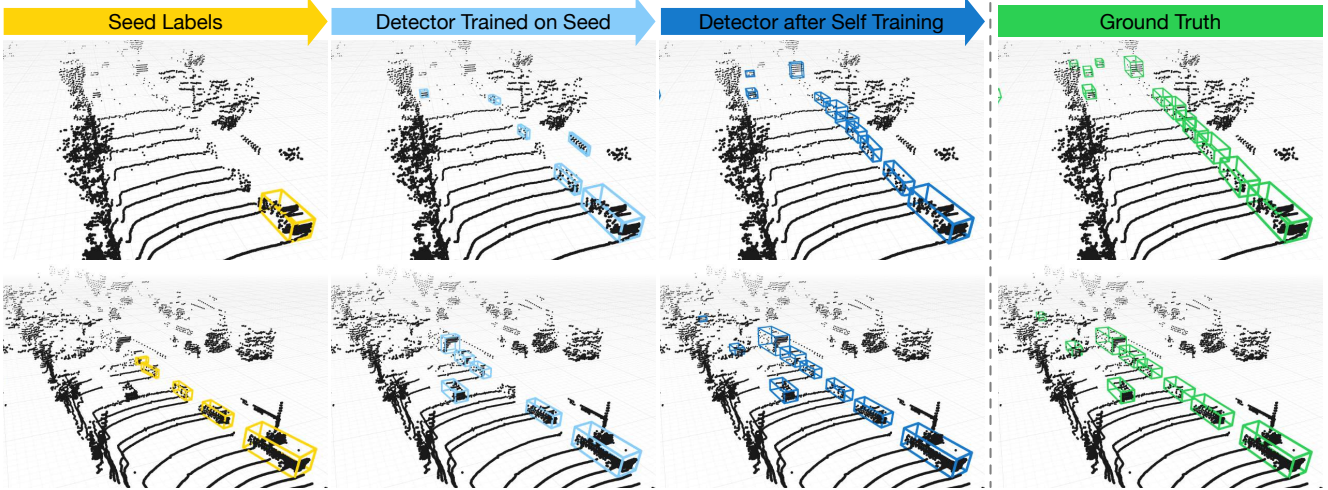 Seed Labels
Detector Trained on Seed
Detector after Self Training
Ground Truth